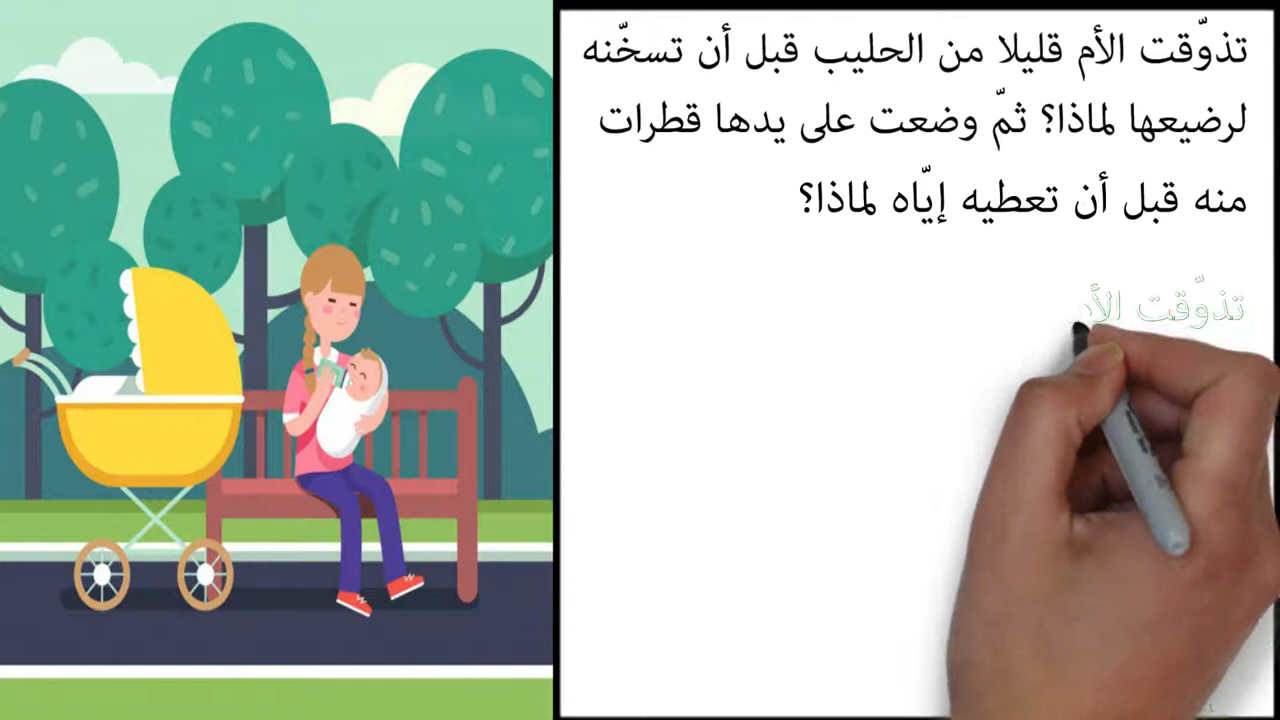 تذوّقت الأم قليلا من الحليب قبل أن تسخّنه
لرضيعها لماذا؟ ثمّ وضعت على يدها قطرات
منه قبل أن تعطيه إيّاه لماذا؟
تذوّقت الأم